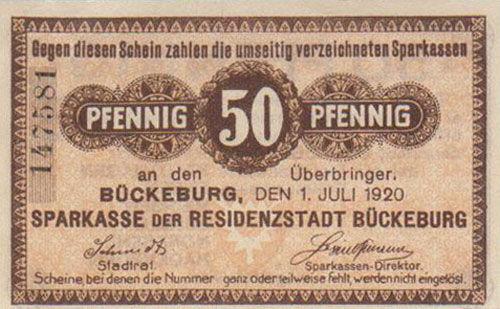 Gegen diesen Schein zahlen die umseitig verzeichneten Sparkassen
147581
PFENNIG 50 PFENNIG
an den Überbringer.
BÜCKEBURG, DEN 1. JULI 1920
SPARKASSE DER RESIDENZSTADT BÜCKEBURG
Schmidt
Stadtrat. Sparkassen-Direktor.
Scheine, bei denen die Nummer ganz oder teilweise fehlt, werden nicht eingelöst.